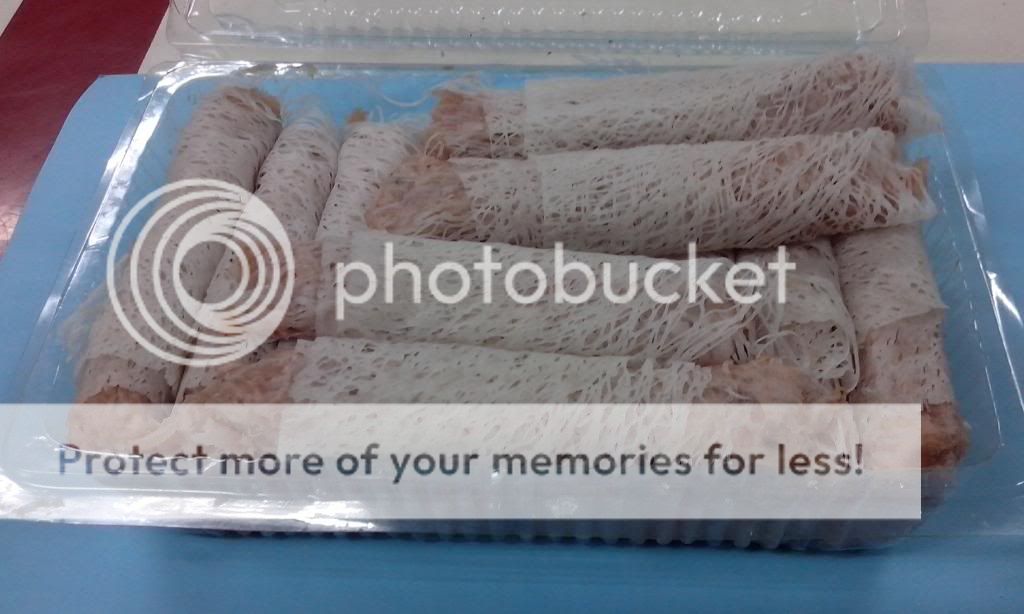 photobucket
Protect more of your memories for less!